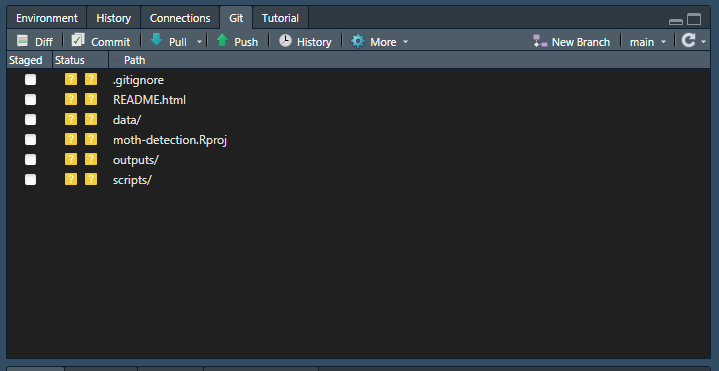 Environment History Connections Git Tutorial
Diff Commit Pull Push History More New Branch main
Staged Status Path
? ? .gitignore
? ? README.html
? ? data/
? ? moth-detection.Rproj
? ? outputs/
? ? scripts/